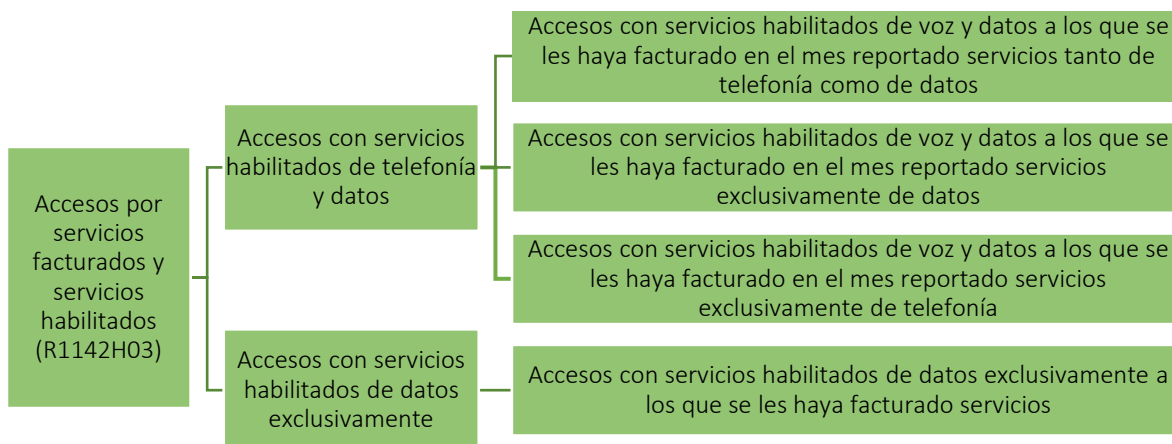 Accesos por
servicios
facturados y
servicios
habilitados
(R1142H03)
Accesos con servicios
habilitados de telefonía
y datos
Accesos con servicios habilitados de voz y datos a los que se
les haya facturado en el mes reportado servicios tanto de
telefonía como de datos
Accesos con servicios habilitados de voz y datos a los que se
les haya facturado en el mes reportado servicios
exclusivamente de datos
Accesos con servicios habilitados de voz y datos a los que se
les haya facturado en el mes reportado servicios
exclusivamente de telefonía
Accesos con servicios
habilitados de datos
exclusivamente
Accesos con servicios habilitados de datos exclusivamente a
los que se les haya facturado servicios